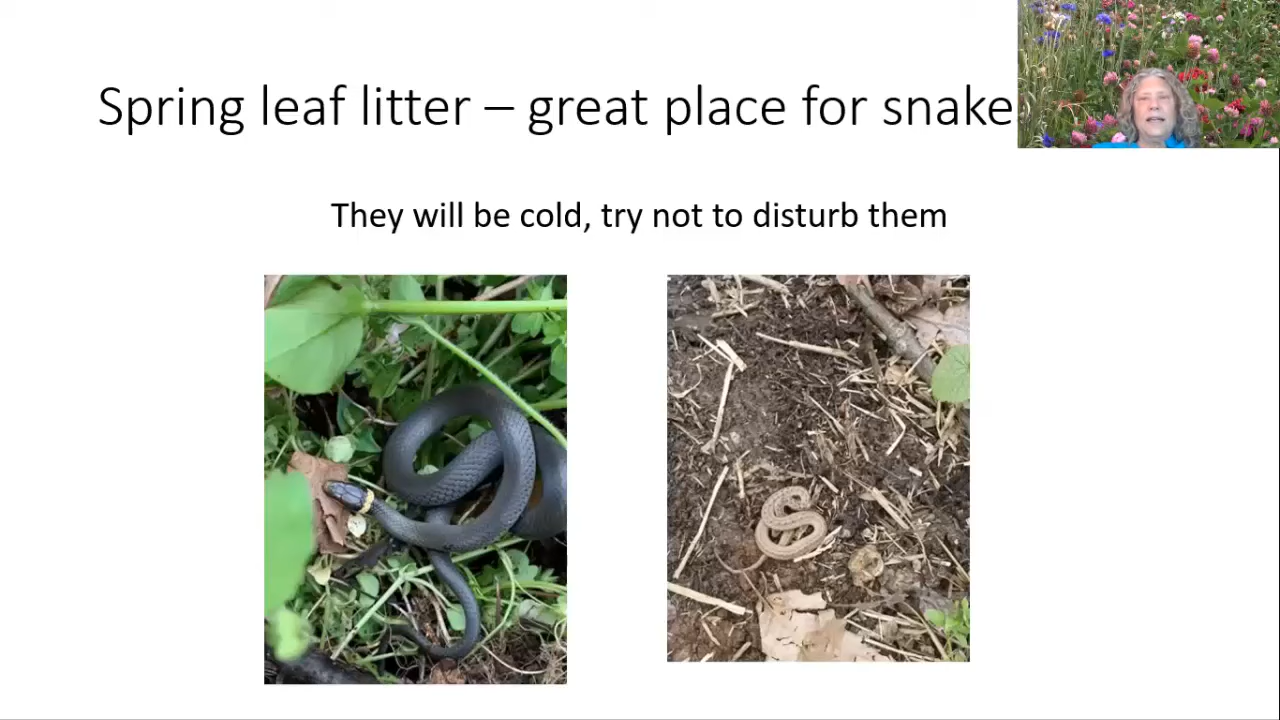 Spring leaf litter – great place for snake
They will be cold, try not to disturb them